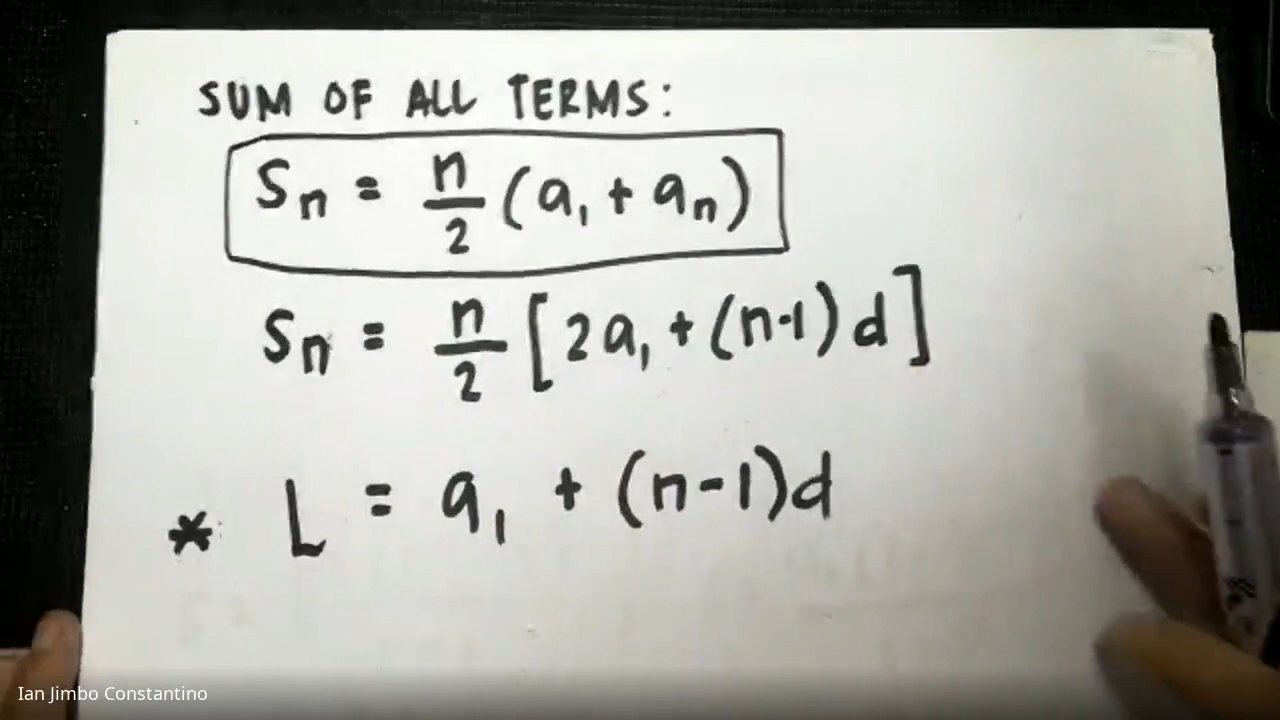 SUM OF ALL TERMS:
Sn = n/2 (a₁ + an)
Sn = n/2 [2a₁ + (n-1)d]
* L = a₁ + (n-1)d
Ian Jimbo Constantino